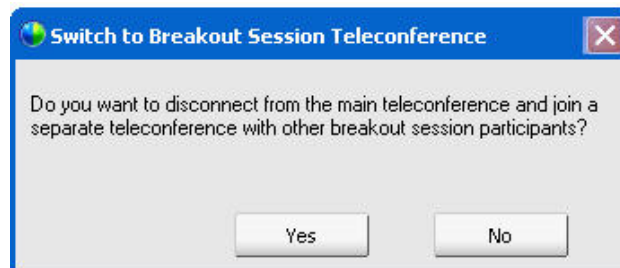 Switch to Breakout Session Teleconference
Do you want to disconnect from the main teleconference and join a
separate teleconference with other breakout session participants?
Yes
No